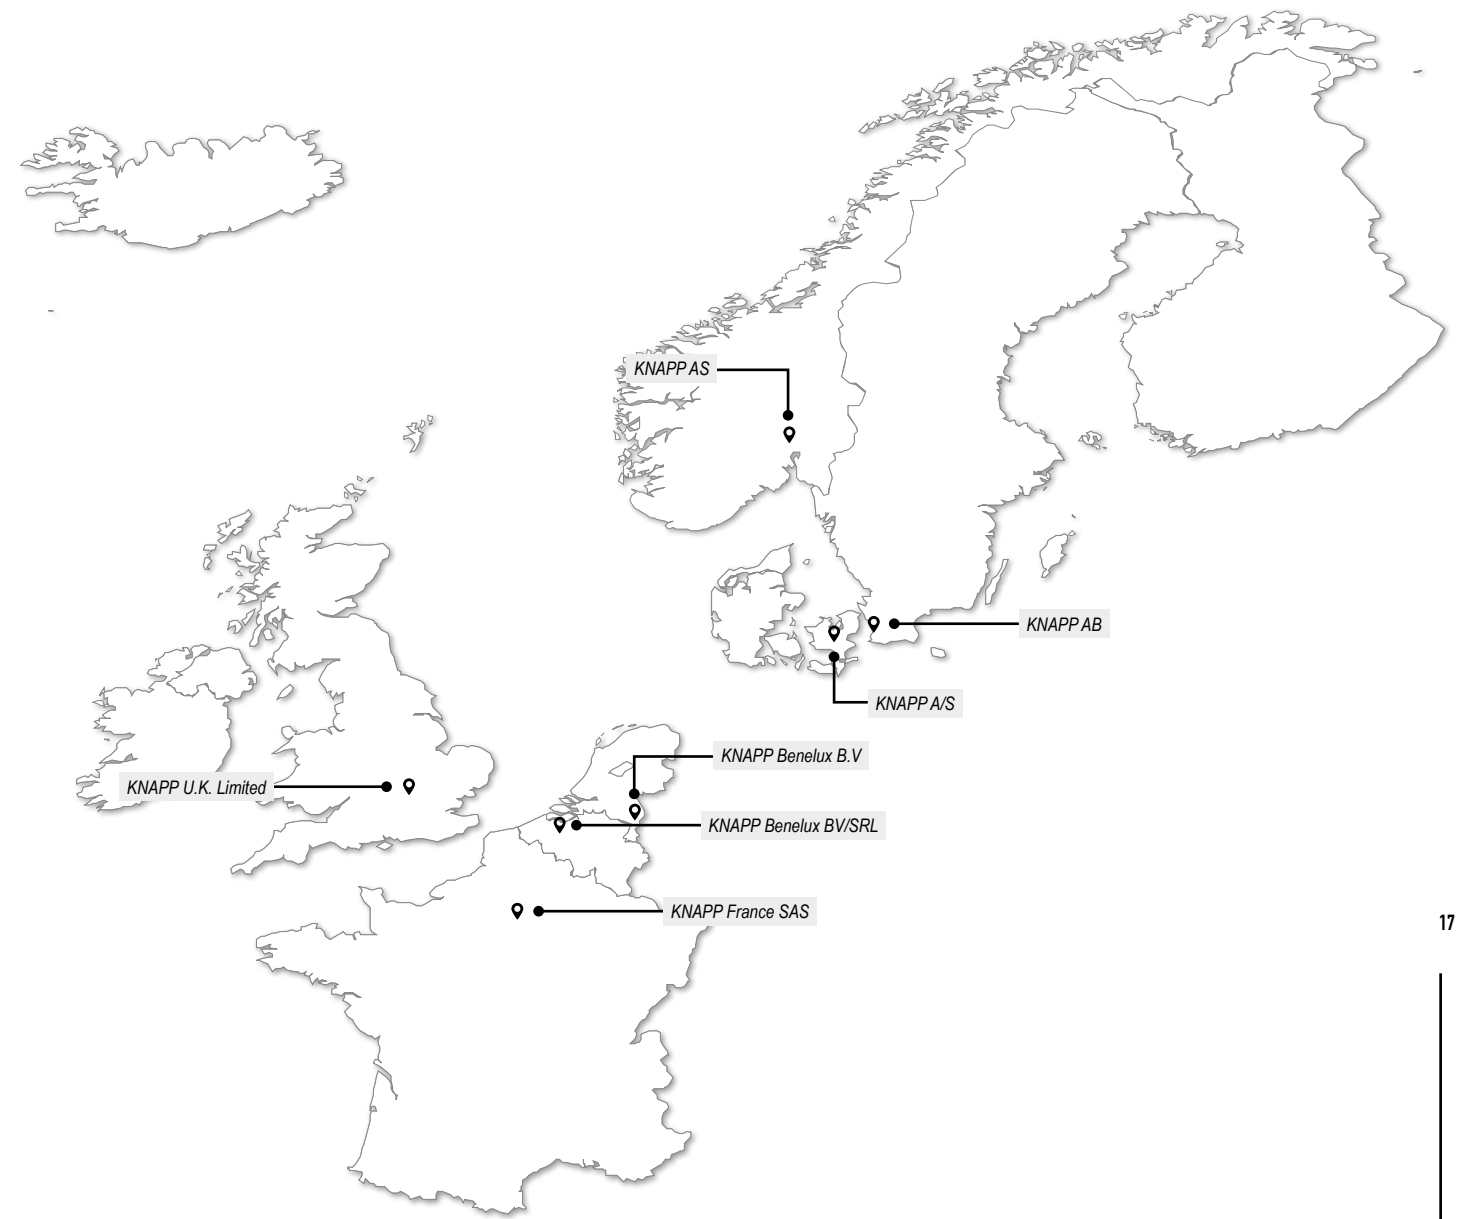 KNAPP AS
KNAPP AB
KNAPP A/S
KNAPP Benelux B.V
KNAPP U.K. Limited
KNAPP Benelux BV/SRL
KNAPP France SAS
17